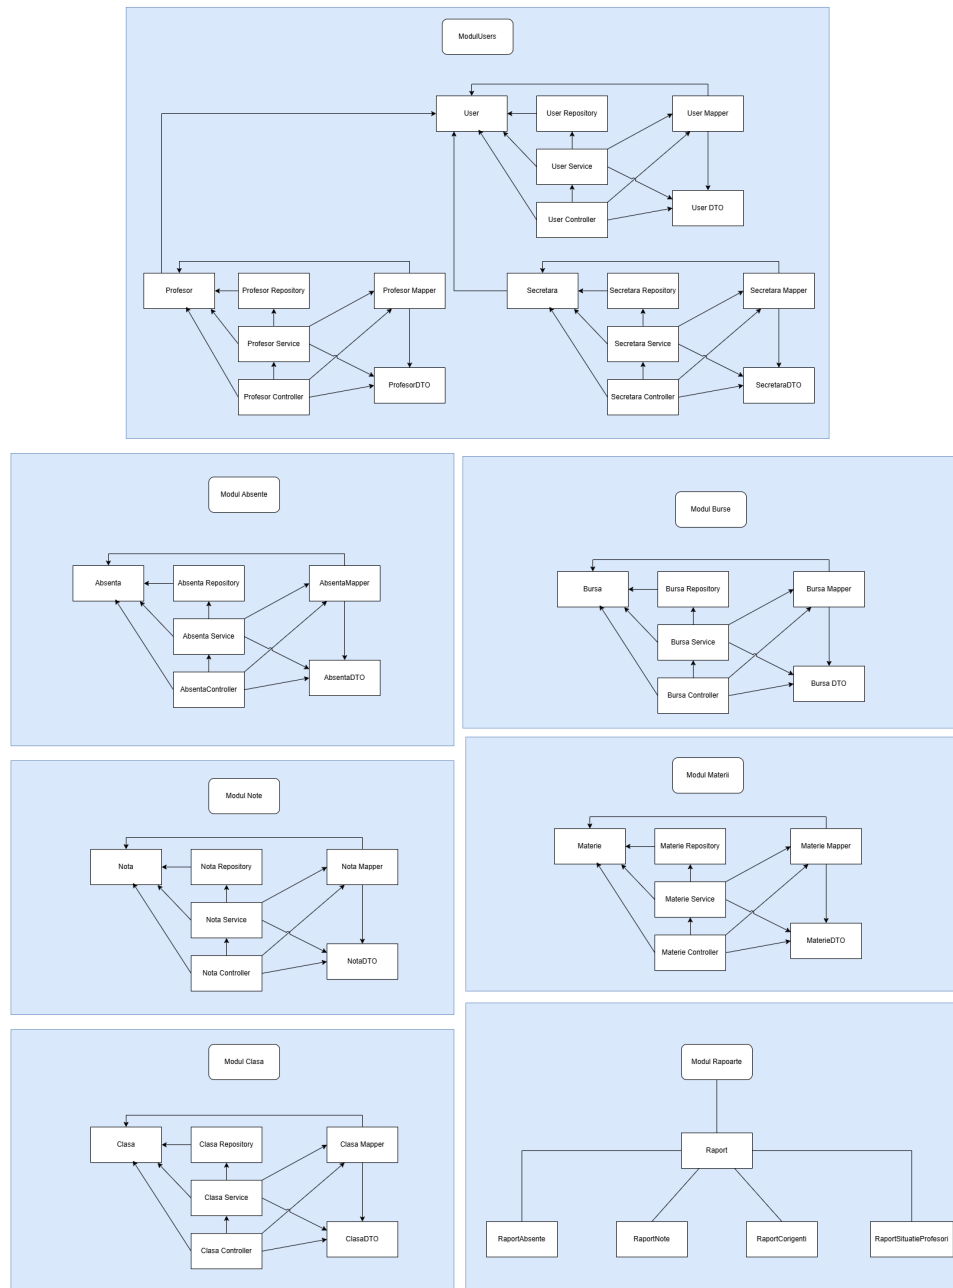 ModulUsers
User
User Repository
User Mapper
User Service
User DTO
User Controller
Profesor
Profesor Repository
Profesor Mapper
Profesor Service
ProfesorDTO
Profesor Controller
Secretara
Secretara Repository
Secretara Mapper
Secretara Service
SecretaraDTO
Secretara Controller
Modul Absente
Absenta
Absenta Repository
AbsentaMapper
Absenta Service
AbsentaDTO
AbsentaController
Modul Burse
Bursa
Bursa Repository
Bursa Mapper
Bursa Service
Bursa DTO
Bursa Controller
Modul Note
Nota
Nota Repository
Nota Mapper
Nota Service
NotaDTO
Nota Controller
Modul Materii
Materie
Materie Repository
Materie Mapper
Materie Service
MaterieDTO
Materie Controller
Modul Clasa
Clasa
Clasa Repository
Clasa Mapper
Clasa Service
ClasaDTO
Clasa Controller
Modul Rapoarte
Raport
RaportAbsente
RaportNote
RaportCorigenti
RaportSituatieProfesori